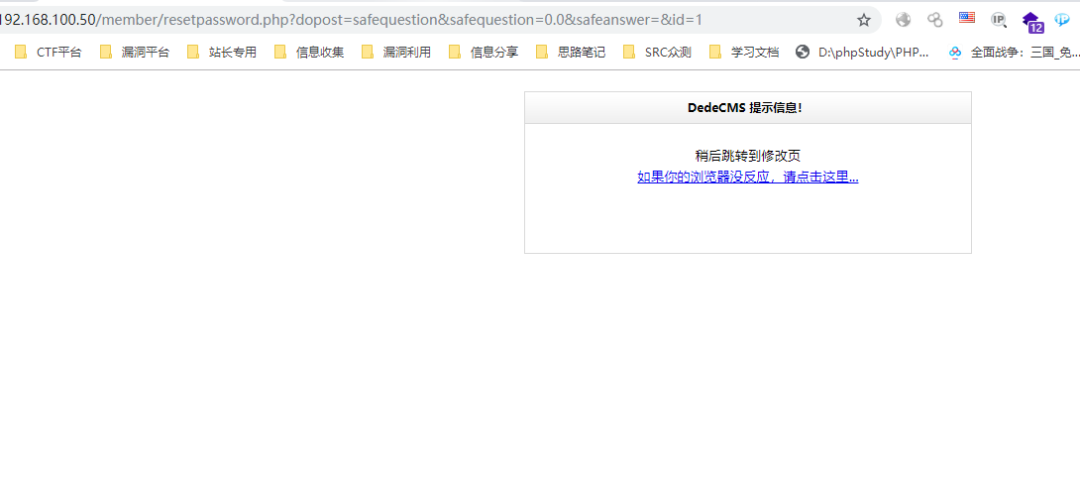 192.168.100.50/member/resetpassword.php?dopost=safequestion&safequestion=0.0&safeanswer=&id=1
IP
12
CTF平台 漏洞平台 站长专用 信息收集 漏洞利用 信息分享 思路笔记 SRC众测 学习文档 D:\phpStudy\PHP... 全面战争：三国_免...
DedeCMS 提示信息！
稍后跳转到修改页
如果你的浏览器没反应，请点击这里...